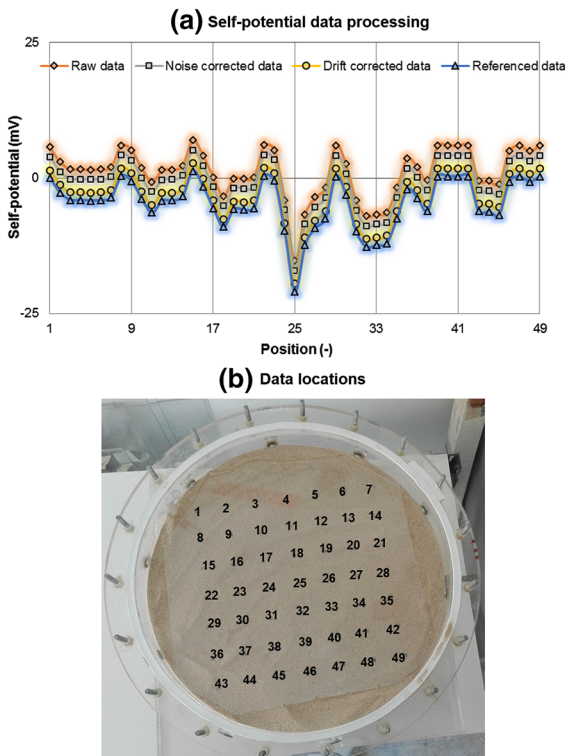 (a) Self-potential data processing
25
Raw data Noise corrected data Drift corrected data Referenced data
Self-potential (mV)
0
-25
1 9 17 25 33 41 49
Position (-)
(b) Data locations
1 2 3 4 5 6 7
8 9 10 11 12 13 14
15 16 17 18 19 20 21
22 23 24 25 26 27 28
29 30 31 32 33 34 35
36 37 38 39 40 41 42
43 44 45 46 47 48 49